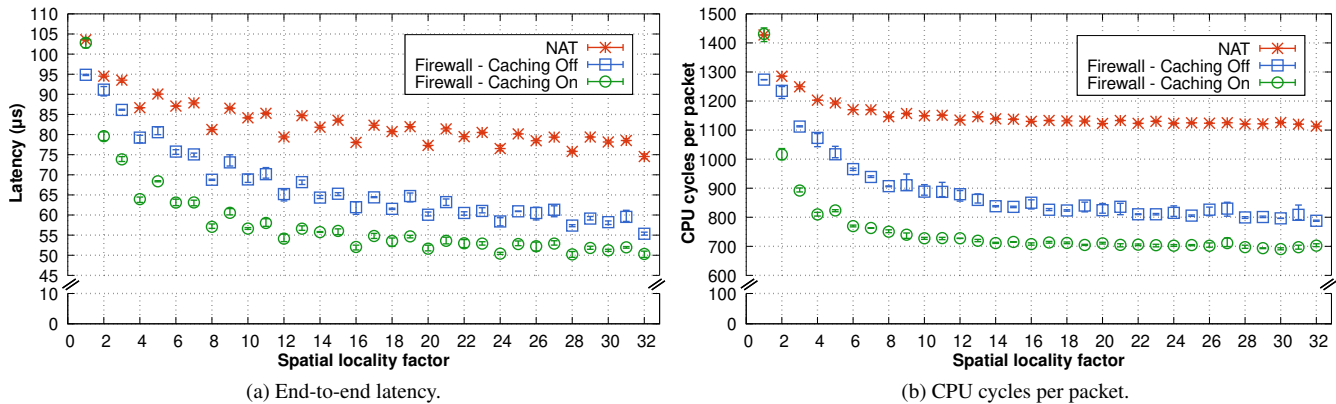 Latency (µs)
110
105
100
95
90
85
80
75
70
65
60
55
50
45
10
0
NAT
Firewall - Caching Off
Firewall - Caching On
0 2 4 6 8 10 12 14 16 18 20 22 24 26 28 30 32
Spatial locality factor
(a) End-to-end latency.
CPU cycles per packet
1500
1400
1300
1200
1100
1000
900
800
700
600
100
0
NAT
Firewall - Caching Off
Firewall - Caching On
0 2 4 6 8 10 12 14 16 18 20 22 24 26 28 30 32
Spatial locality factor
(b) CPU cycles per packet.